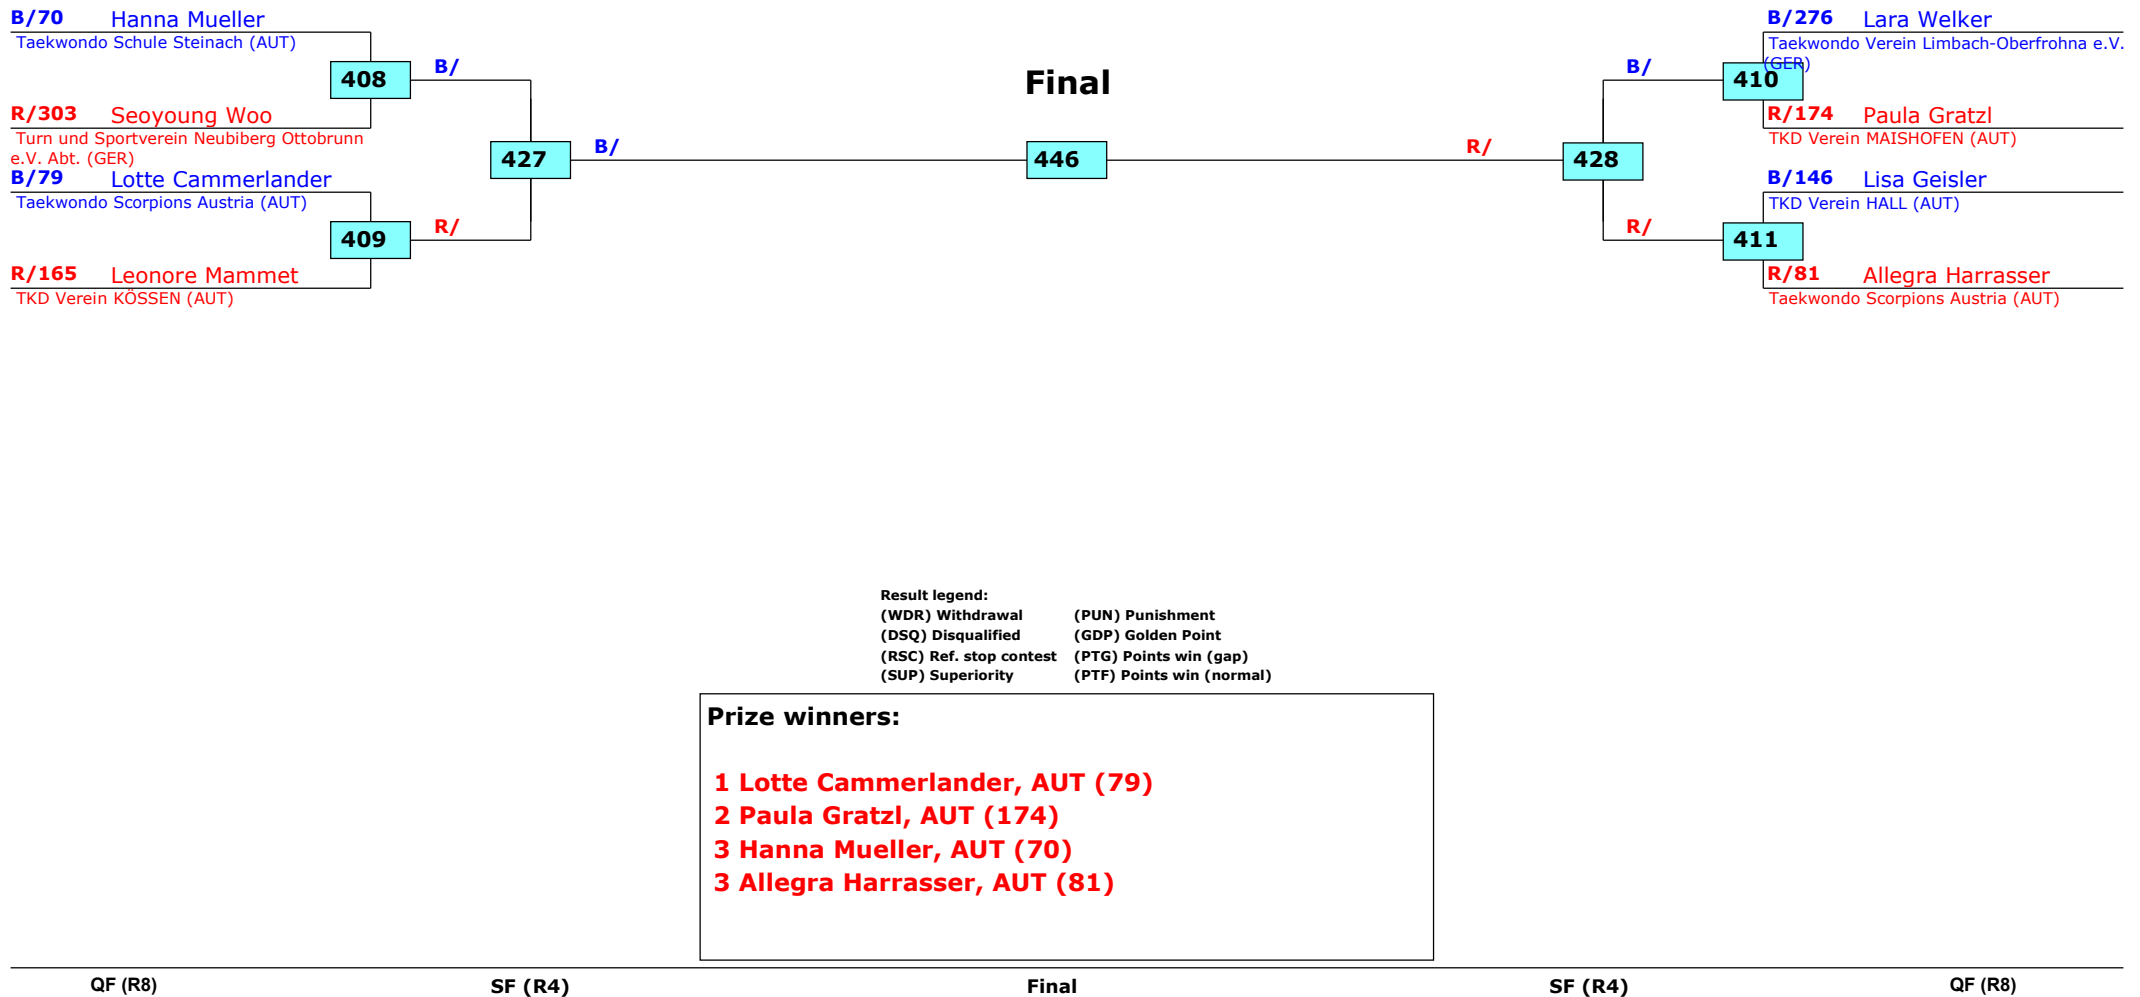 B/70 Hanna Mueller
Taekwondo Schule Steinach (AUT)
408
B/
R/303 Seoyoung Woo
Turn und Sportverein Neubiberg Ottobrunn
e.V. Abt. (GER)
427
B/
B/79 Lotte Cammerlander
Taekwondo Scorpions Austria (AUT)
409
R/
R/165 Leonore Mammet
TKD Verein KÖSSEN (AUT)
Final
446
B/276 Lara Welker
Taekwondo Verein Limbach-Oberfrohna e.V.
(GER)
B/
410
R/174 Paula Gratzl
TKD Verein MAISHOFEN (AUT)
R/
428
B/146 Lisa Geisler
TKD Verein HALL (AUT)
R/
411
R/81 Allegra Harrasser
Taekwondo Scorpions Austria (AUT)
Result legend:
(WDR) Withdrawal (PUN) Punishment
(DSQ) Disqualified (GDP) Golden Point
(RSC) Ref. stop contest (PTG) Points win (gap)
(SUP) Superiority (PTF) Points win (normal)
Prize winners:
1 Lotte Cammerlander, AUT (79)
2 Paula Gratzl, AUT (174)
3 Hanna Mueller, AUT (70)
3 Allegra Harrasser, AUT (81)
QF (R8) SF (R4) Final SF (R4) QF (R8)